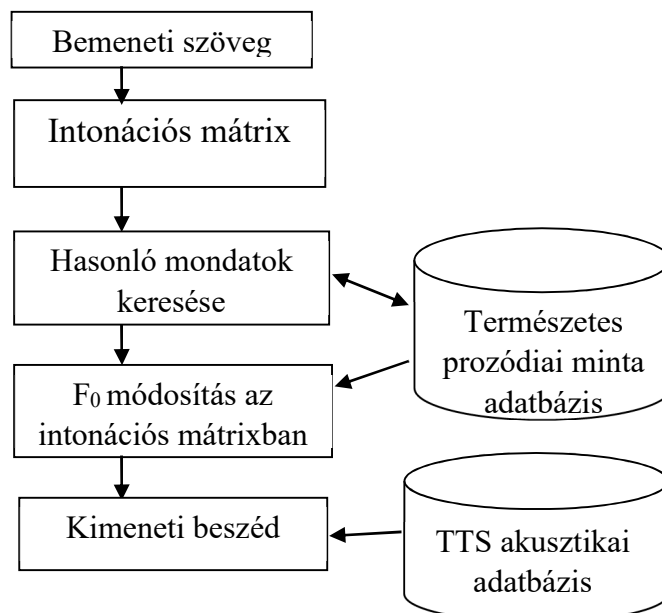 Bemeneti szöveg
Intonációs mátrix
Hasonló mondatok
keresése
Természetes
prozódiai minta
adatbázis
F₀ módosítás az
intonációs mátrixban
Kimeneti beszéd
TTS akusztikai
adatbázis